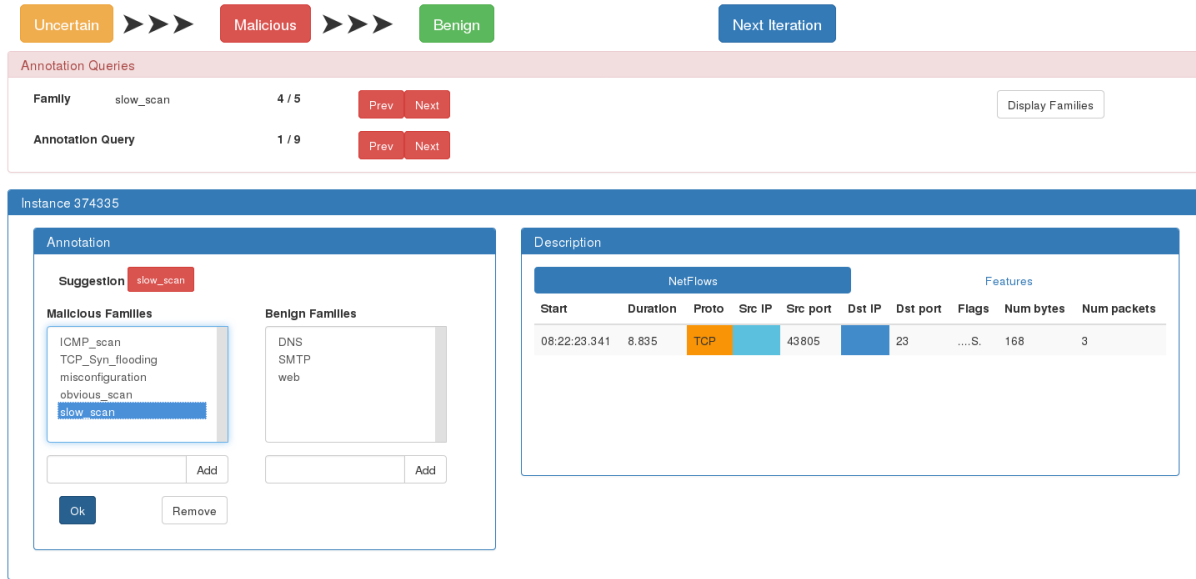 Uncertain Malicious Benign Next Iteration
Annotation Queries
Family slow_scan 4 / 5 Prev Next Display Families
Annotation Query 1 / 9 Prev Next
Instance 374335
Annotation
Suggestion slow_scan
Malicious Families Benign Families
ICMP_scan DNS
TCP_Syn_flooding SMTP
misconfiguration web
obvious_scan
slow_scan
Add Add
Ok Remove
Description
NetFlows Features
Start Duration Proto Src IP Src port Dst IP Dst port Flags Num bytes Num packets
08:22:23.341 8.835 TCP 43805 23 ....S. 168 3